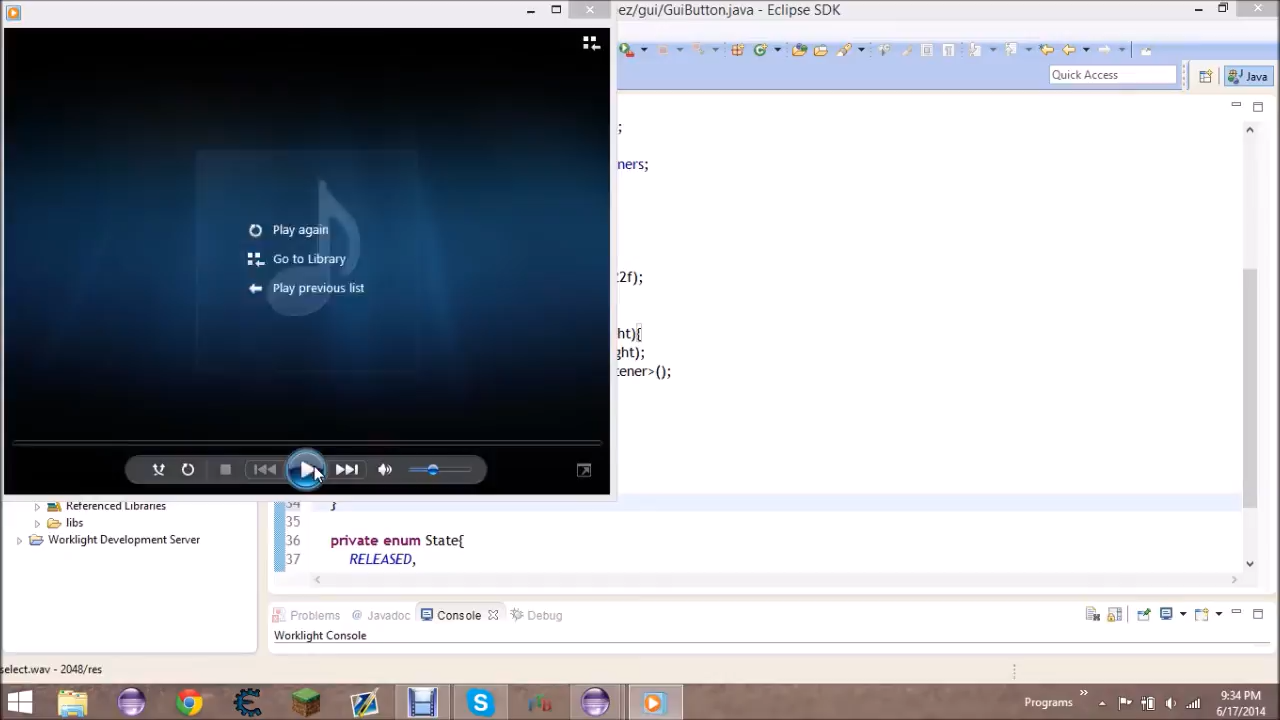 ez/gui/GuiButton.java - Eclipse SDK
Quick Access
Java
;
ners;
Play again
Go to Library
22f);
Play previous list
ht){
ght);
tener>();
34 }
Referenced Libraries
libs
35
Worklight Development Server
36 private enum State{
37 RELEASED,
Problems
@ Javadoc
Console
Debug
Worklight Console
select.wav - 2048/res
Programs
9:34 PM
6/17/2014